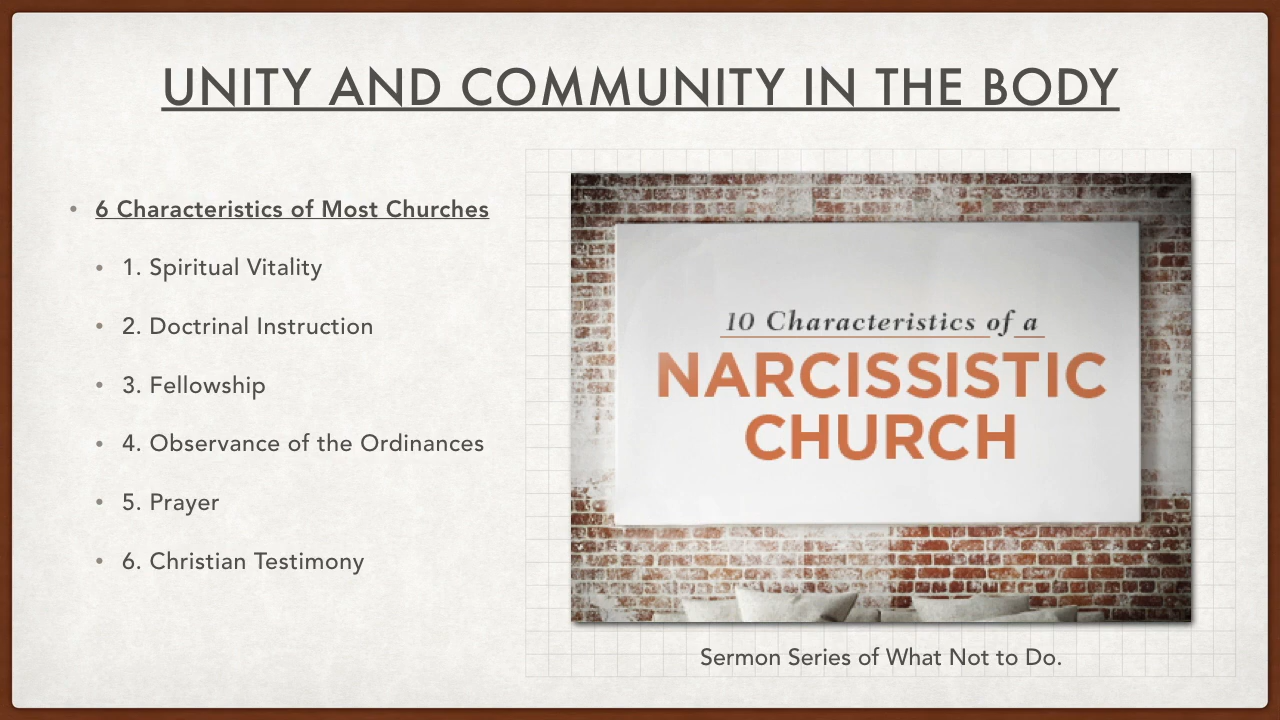 UNITY AND COMMUNITY IN THE BODY
• 6 Characteristics of Most Churches
• 1. Spiritual Vitality
• 2. Doctrinal Instruction
• 3. Fellowship
• 4. Observance of the Ordinances
• 5. Prayer
• 6. Christian Testimony
10 Characteristics of a
NARCISSISTIC
CHURCH
Sermon Series of What Not to Do.